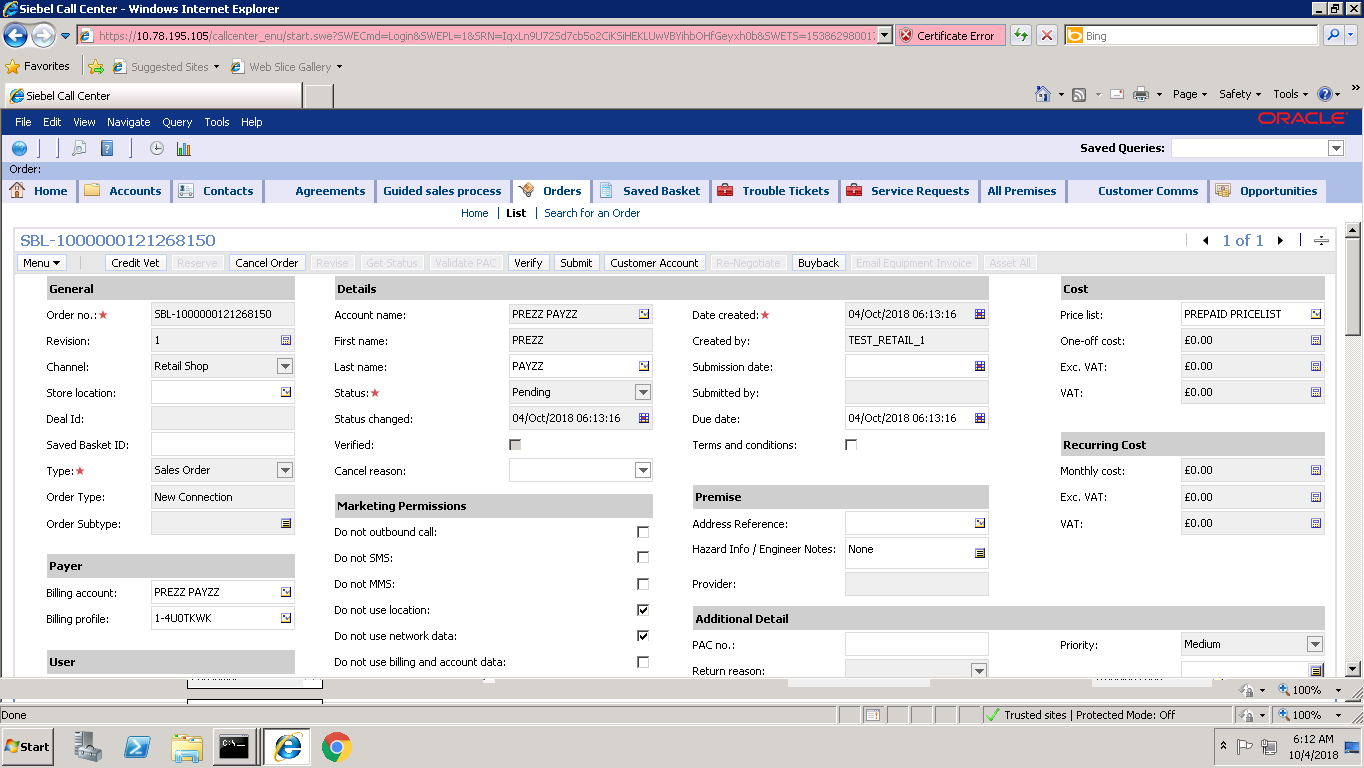 Siebel Call Center - Windows Internet Explorer
https://10.78.195.105/callcenter_enu/start.swe?SWECmd=Login&SWEPL=1&SRN= Certificate Error Bing
Favorites Suggested Sites Web Slice Gallery
Siebel Call Center Page Safety Tools
File Edit View Navigate Query Tools Help ORACLE
Saved Queries:
Order:
Home Accounts Contacts Agreements Guided sales process Orders Saved Basket Trouble Tickets Service Requests All Premises Customer Comms Opportunities
Home List Search for an Order
SBL-1000000121268150 1 of 1
Menu Credit Vet Reserve Cancel Order Revise Get Status Validate PAC Verify Submit Customer Account Re-Negotiate Buyback Email Equipment Invoice Asset All
General Details Cost
Order no.:★ SBL-1000000121268150 Account name: PREZZ PAYZZ Date created:★ 04/Oct/2018 06:13:16 Price list: PREPAID PRICELIST
Revision: 1 First name: PREZZ Created by: TEST_RETAIL_1 One-off cost: £0.00
Channel: Retail Shop Last name: PAYZZ Submission date: Exc. VAT: £0.00
Store location: Status:★ Pending Submitted by: VAT: £0.00
Deal Id: Status changed: 04/Oct/2018 06:13:16 Due date: 04/Oct/2018 06:13:16
Saved Basket ID: Verified: Terms and conditions: Recurring Cost
Type:★ Sales Order Cancel reason: Monthly cost: £0.00
Order Type: New Connection Marketing Permissions Premise Exc. VAT: £0.00
Order Subtype: Do not outbound call: Address Reference: VAT: £0.00
Payer Do not SMS: Hazard Info / Engineer Notes: None
Billing account: PREZZ PAYZZ Do not MMS: Provider:
Billing profile: 1-4U0TKWK Do not use location: Additional Detail
Do not use network data: PAC no.: Priority: Medium
User Do not use billing and account data: Return reason:
100%
Done Trusted sites | Protected Mode: Off 100%
Start 6:12 AM
10/4/2018